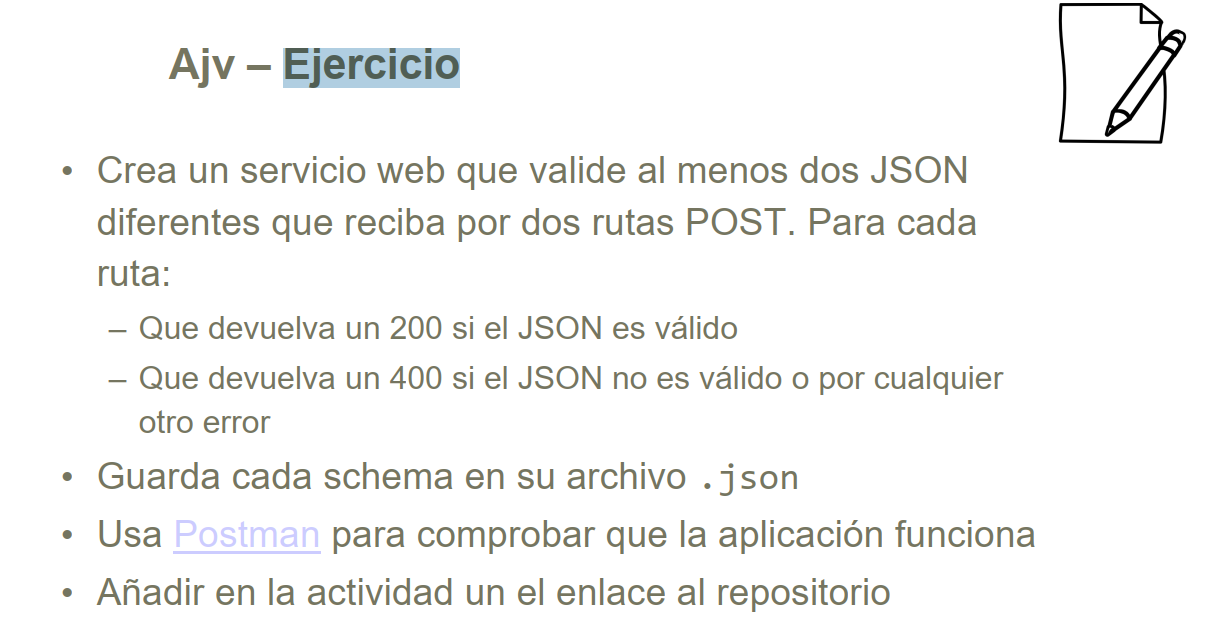 Ajv – Ejercicio
• Crea un servicio web que valide al menos dos JSON
diferentes que reciba por dos rutas POST. Para cada
ruta:
– Que devuelva un 200 si el JSON es válido
– Que devuelva un 400 si el JSON no es válido o por cualquier
otro error
• Guarda cada schema en su archivo .json
• Usa Postman para comprobar que la aplicación funciona
• Añadir en la actividad un el enlace al repositorio